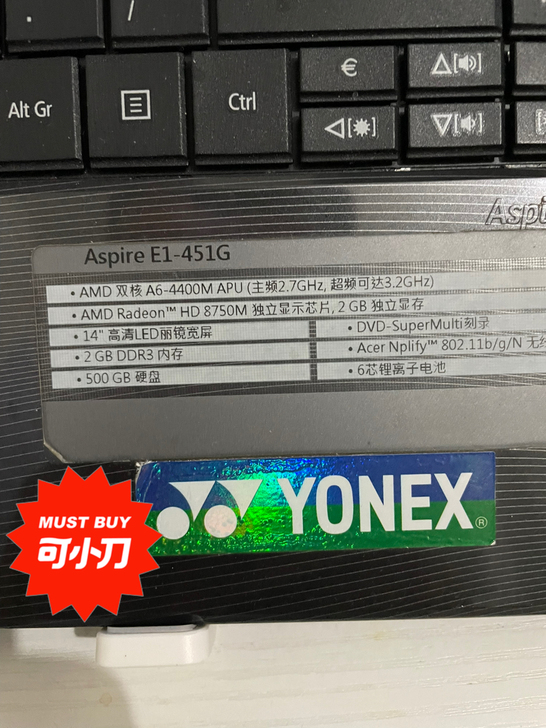 Alt Gr
Ctrl
€
Aspire E1-451G
• AMD 双核 A6-4400M APU (主频2.7GHz, 超频可达3.2GHz)
• AMD Radeon™ HD 8750M 独立显示芯片, 2 GB 独立显存
• 14" 高清LED丽镜宽屏
• DVD-SuperMulti刻录
• 2 GB DDR3 内存
• Acer Nplify™ 802.11b/g/N
• 500 GB 硬盘
• 6芯锂离子电池
YONEX®
MUST BUY
可小刀